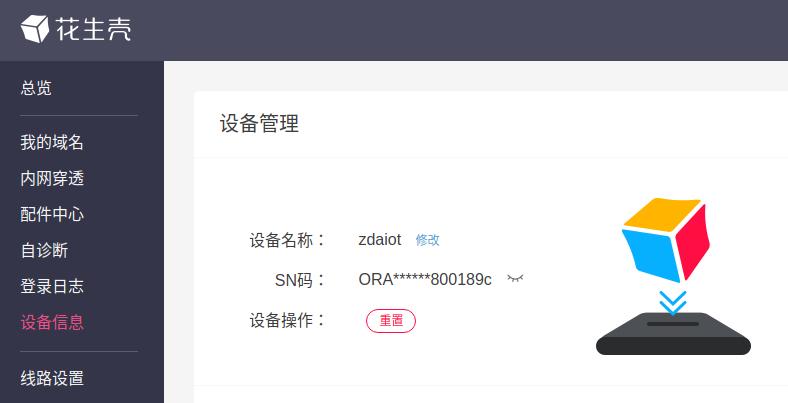 花生壳
总览
我的域名
内网穿透
配件中心
自诊断
登录日志
设备信息
线路设置
设备管理
设备名称： zdaiot 修改
SN码： ORA******800189c
设备操作： 重置